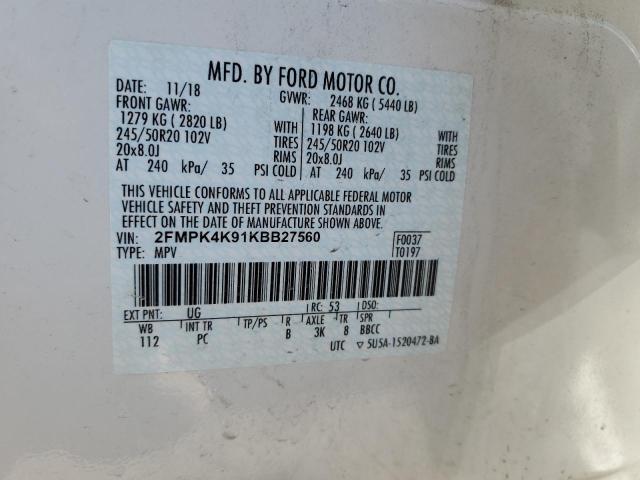 MFD. BY FORD MOTOR CO.
DATE: 11/18 GVWR: 2468 KG ( 5440 LB)
FRONT GAWR: REAR GAWR:
1279 KG ( 2820 LB) WITH 1198 KG ( 2640 LB) WITH
245/50R20 102V TIRES 245/50R20 102V TIRES
20x8.0J RIMS 20x8.0J RIMS
AT 240 kPa/ 35 PSI COLD AT 240 kPa/ 35 PSI COLD
THIS VEHICLE CONFORMS TO ALL APPLICABLE FEDERAL MOTOR
VEHICLE SAFETY AND THEFT PREVENTION STANDARDS IN
EFFECT ON THE DATE OF MANUFACTURE SHOWN ABOVE.
VIN: 2FMPK4K91KBB27560 F0037
TYPE: MPV T0197
EXT PNT: UG RC: 53 DSO:
WB INT TR TP/PS R AXLE TR SPR
112 PC B 3K 8 BBCC
UTC 5U5A-1520472-BA